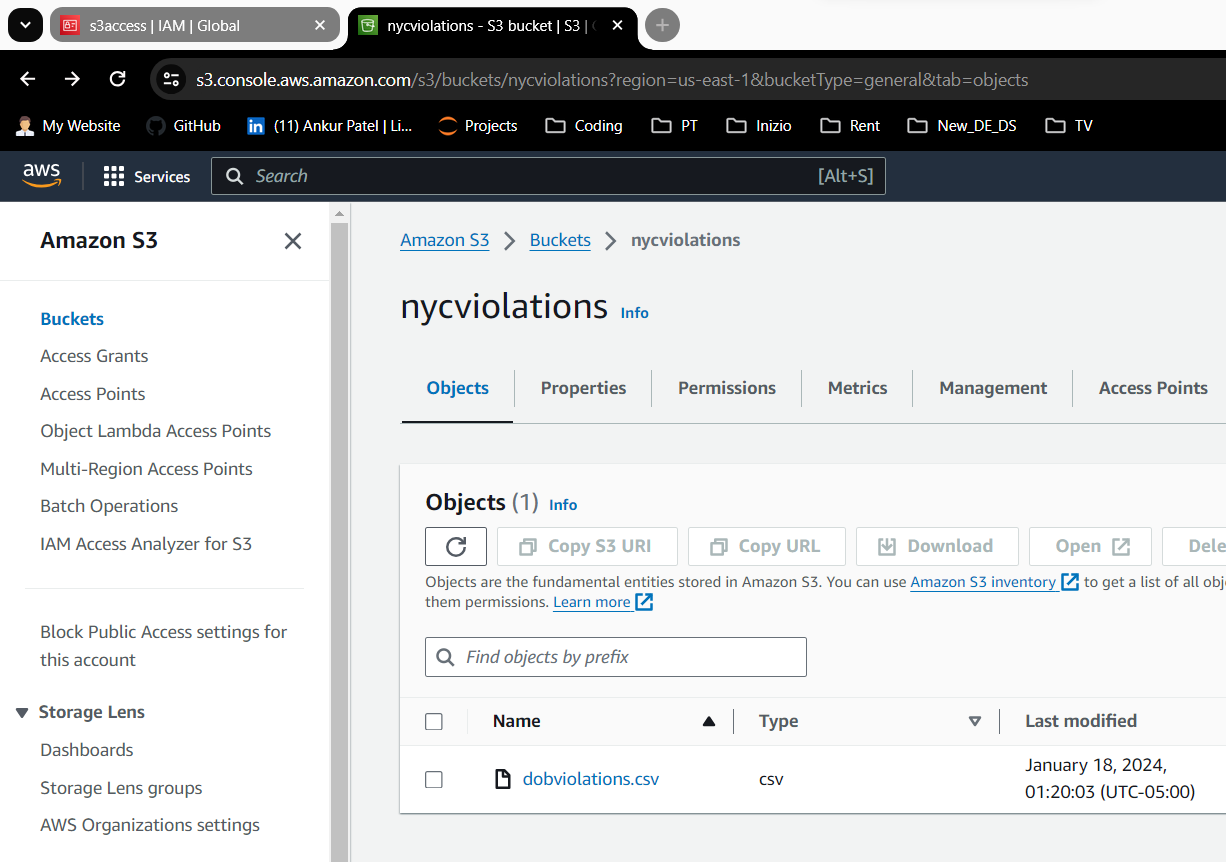 s3access | IAM | Global
nycviolations - S3 bucket | S3 |
s3.console.aws.amazon.com/s3/buckets/nycviolations?region=us-east-1&bucketType=general&tab=objects
My Website GitHub (11) Ankur Patel | Li... Projects Coding PT Inizio Rent New_DE_DS TV
aws Services Search [Alt+S]
Amazon S3
Buckets
Access Grants
Access Points
Object Lambda Access Points
Multi-Region Access Points
Batch Operations
IAM Access Analyzer for S3
Block Public Access settings for
this account
Storage Lens
Dashboards
Storage Lens groups
AWS Organizations settings
Amazon S3 > Buckets > nycviolations
nycviolations Info
Objects Properties Permissions Metrics Management Access Points
Objects (1) Info
Copy S3 URI Copy URL Download Open Dele
Objects are the fundamental entities stored in Amazon S3. You can use Amazon S3 inventory to get a list of all obj
them permissions. Learn more
Find objects by prefix
Name Type Last modified
dobviolations.csv csv January 18, 2024,
01:20:03 (UTC-05:00)